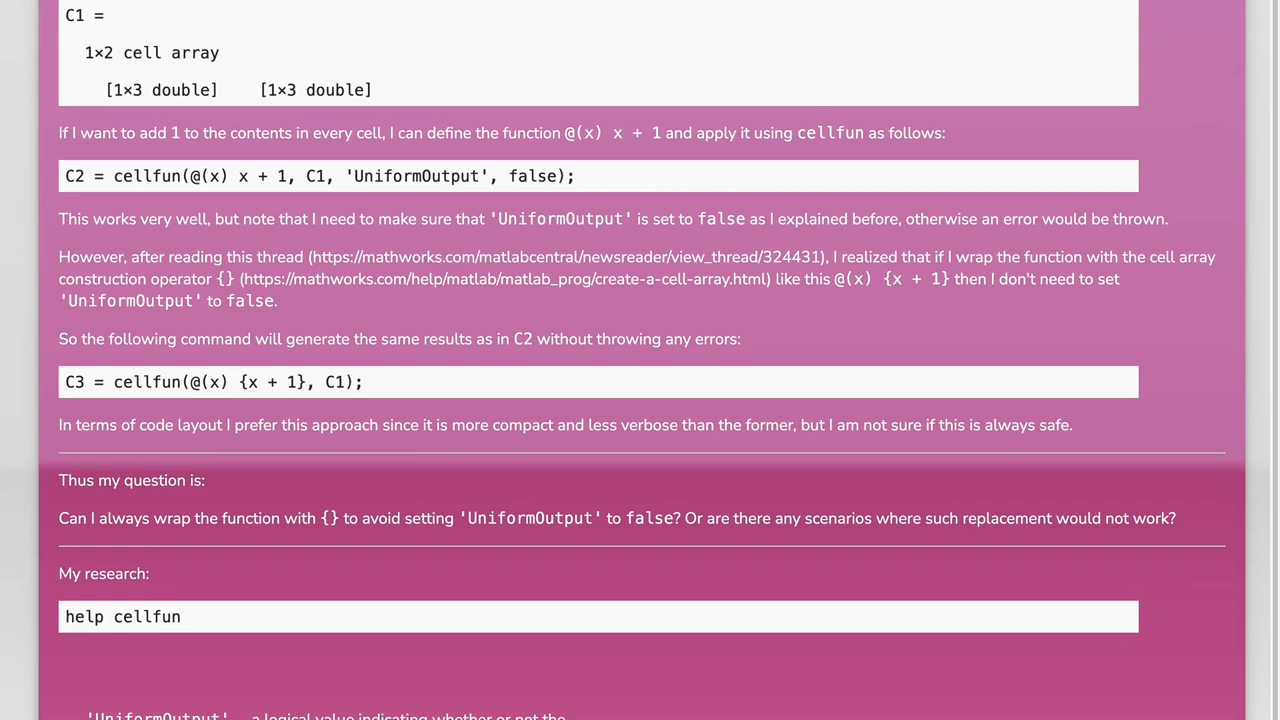 C1 =
1×2 cell array
[1×3 double]    [1×3 double]
If I want to add 1 to the contents in every cell, I can define the function @(x) x + 1 and apply it using cellfun as follows:
C2 = cellfun(@(x) x + 1, C1, 'UniformOutput', false);
This works very well, but note that I need to make sure that 'UniformOutput' is set to false as I explained before, otherwise an error would be thrown.
However, after reading this thread (https://mathworks.com/matlabcentral/newsreader/view_thread/324431), I realized that if I wrap the function with the cell array
construction operator {} (https://mathworks.com/help/matlab/matlab_prog/create-a-cell-array.html) like this @(x) {x + 1} then I don't need to set
'UniformOutput' to false.
So the following command will generate the same results as in C2 without throwing any errors:
C3 = cellfun(@(x) {x + 1}, C1);
In terms of code layout I prefer this approach since it is more compact and less verbose than the former, but I am not sure if this is always safe.
Thus my question is:
Can I always wrap the function with {} to avoid setting 'UniformOutput' to false? Or are there any scenarios where such replacement would not work?
My research:
help cellfun
'UniformOutput' -- a logical value indicating whether or not the